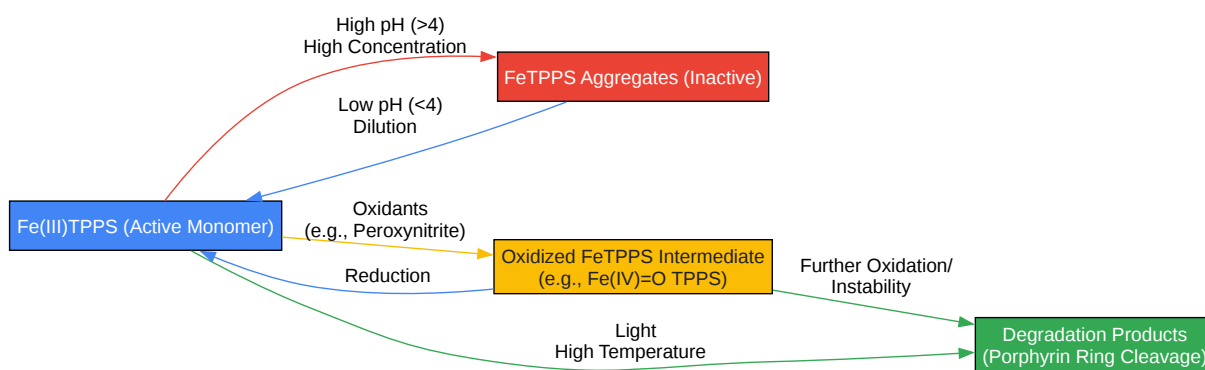 High pH (>4)
High Concentration
FeTPPS Aggregates (Inactive)
Low pH (<4)
Dilution
Fe(III)TPPS (Active Monomer)
Oxidants
(e.g., Peroxynitrite)
Oxidized FeTPPS Intermediate
(e.g., Fe(IV)=O TPPS)
Reduction
Further Oxidation/
Instability
Light
High Temperature
Degradation Products
(Porphyrin Ring Cleavage)